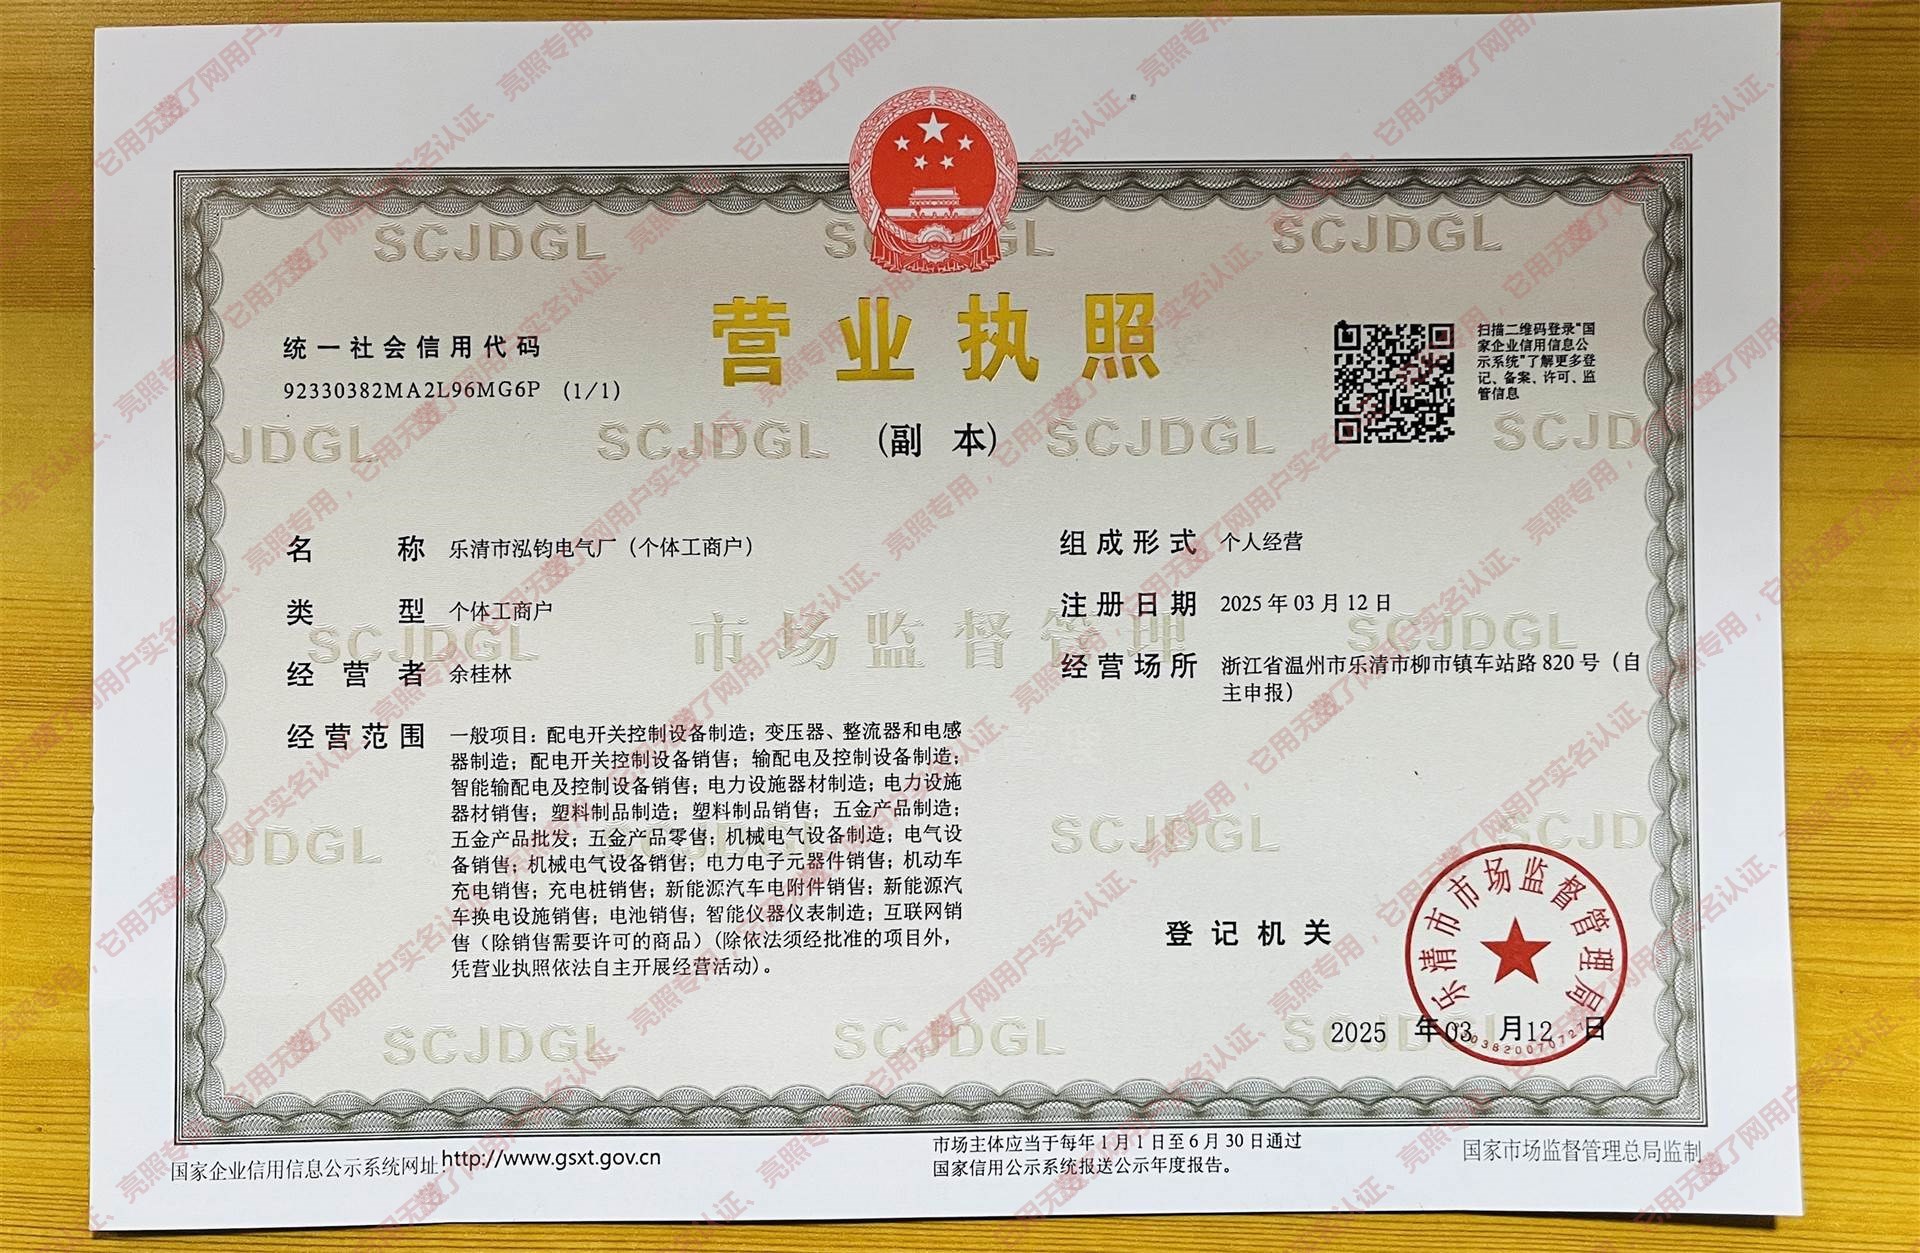 营业执照
(副 本)
统一社会信用代码
92330382MA2L96MG6P (1/1)
扫描二维码登录“国
家企业信用信息公
示系统”了解更多登
记、备案、许可、监
管信息
名 称 乐清市泓钧电气厂（个体工商户）
类 型 个体工商户
经 营 者 余桂林
经营范围 一般项目：配电开关控制设备制造；变压器、整流器和电感
器制造；配电开关控制设备销售；输配电及控制设备制造；
智能输配电及控制设备销售；电力设施器材制造；电力设施
器材销售；塑料制品制造；塑料制品销售；五金产品制造；
五金产品批发；五金产品零售；机械电气设备制造；电气设
备销售；机械电气设备销售；电力电子元器件销售；机动车
充电销售；充电桩销售；新能源汽车电附件销售；新能源汽
车换电设施销售；电池销售；智能仪器仪表制造；互联网销
售（除销售需要许可的商品）(除依法须经批准的项目外，
凭营业执照依法自主开展经营活动)。
组成形式 个人经营
注册日期 2025 年 03 月 12 日
经营场所 浙江省温州市乐清市柳市镇车站路 820 号（自
主申报）
登记机关
乐清市市场监督管理局
2025 年 03 月 12 日
国家企业信用信息公示系统网址：http://www.gsxt.gov.cn
市场主体应当于每年 1 月 1 日至 6 月 30 日通过
国家信用公示系统报送公示年度报告。
国家市场监督管理总局监制
SCJDGL
市场监督管理